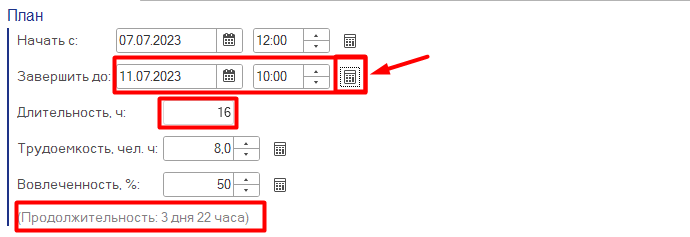 План
Начать с: 07.07.2023 12:00
Завершить до: 11.07.2023 10:00
Длительность, ч: 16
Трудоемкость, чел. ч: 8,0
Вовлеченность, %: 50
(Продолжительность: 3 дня 22 часа)